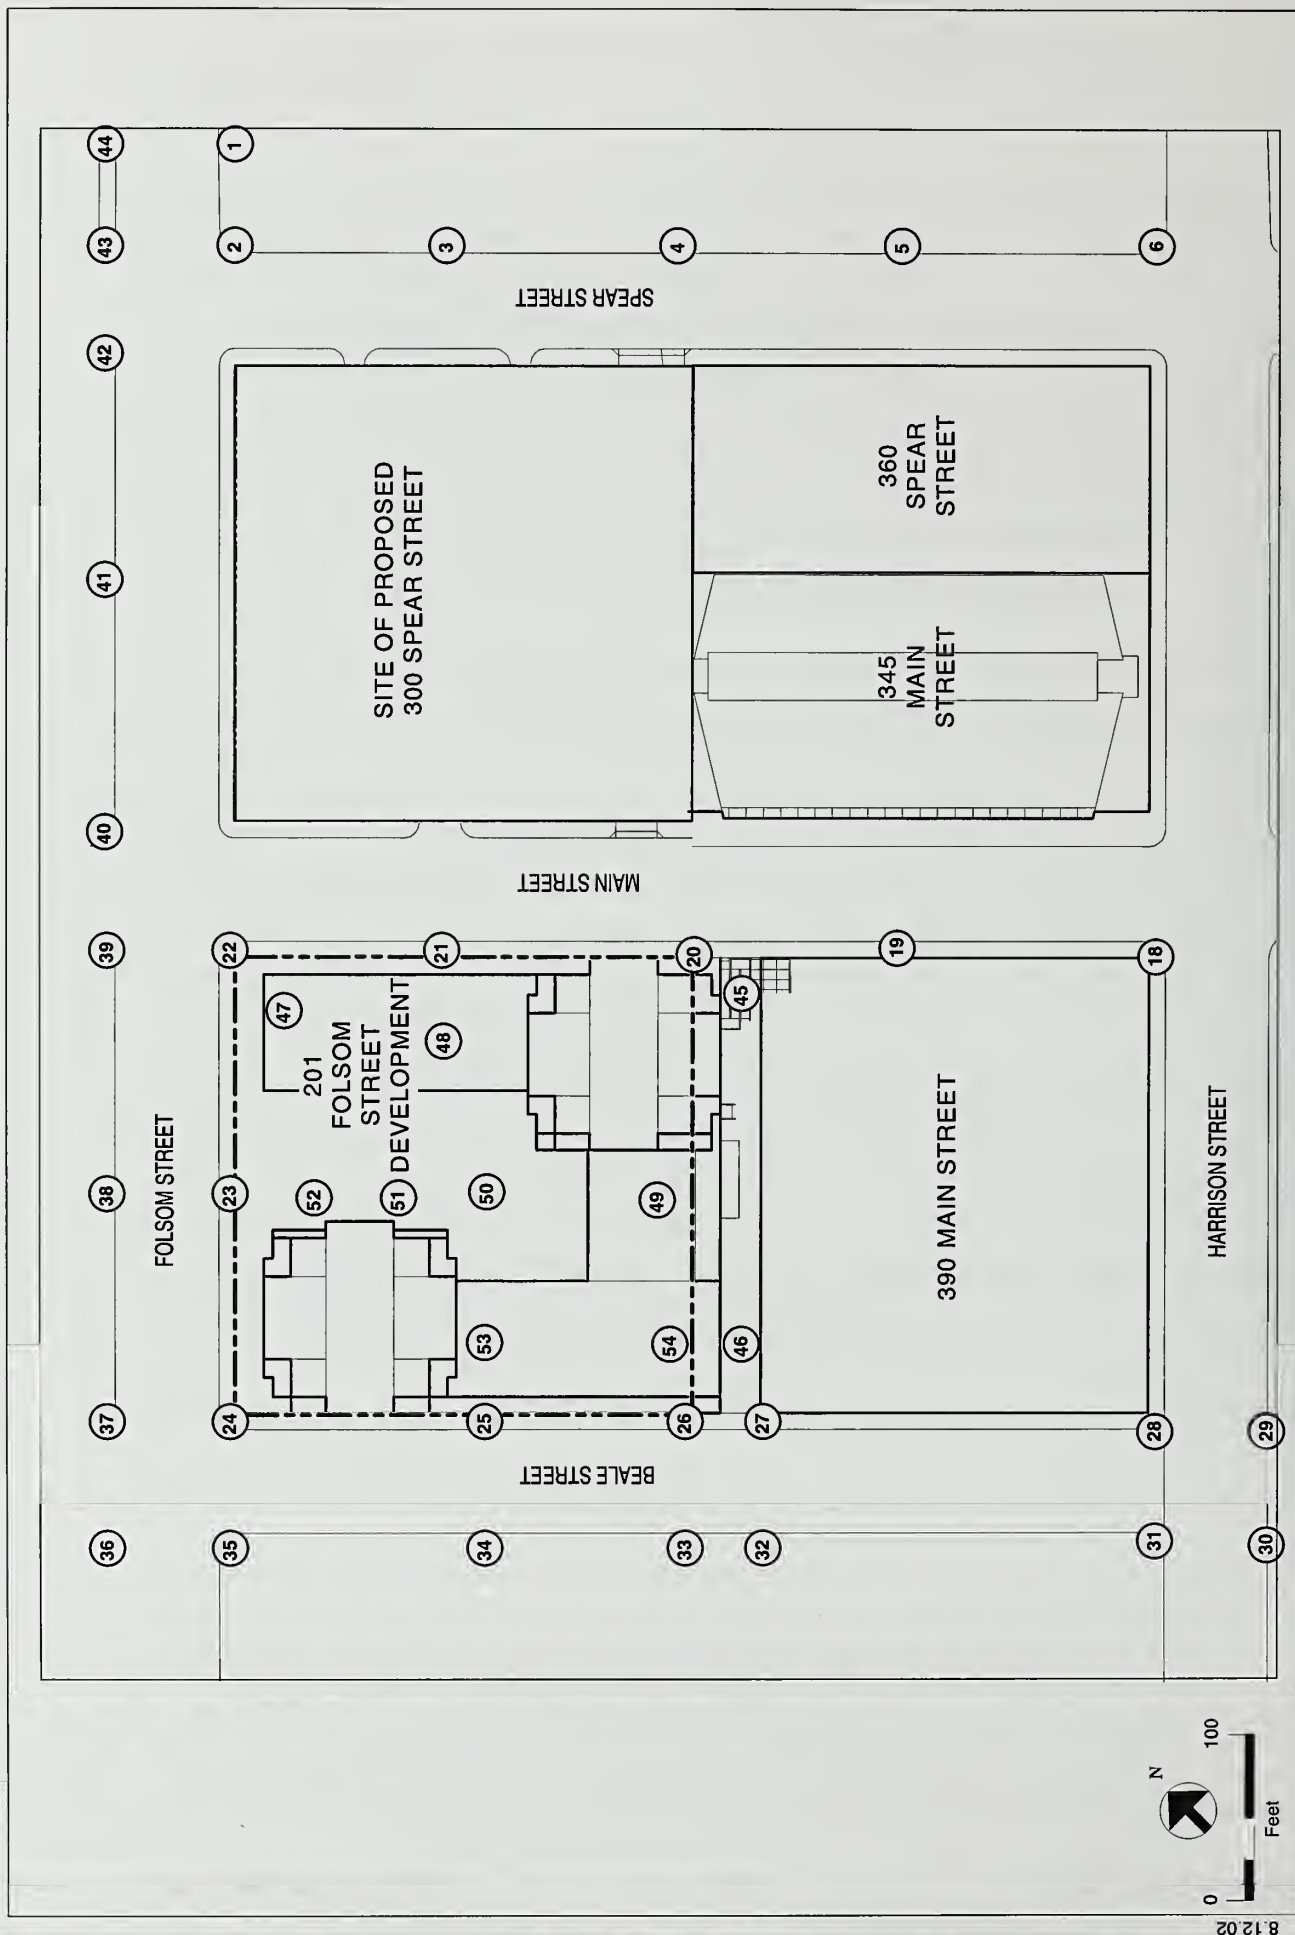 36
37
38
39
40
41
42
43
44
FOLSOM STREET
35
24
23
22
2
1
47
52
201
FOLSOM
STREET
DEVELOPMENT
51
48
21
50
53
25
34
SITE OF PROPOSED
300 SPEAR STREET
3
BEALE STREET
MAIN STREET
SPEAR STREET
49
54
33
26
20
4
46
45
32
27
19
5
345
MAIN
STREET
360
SPEAR
STREET
390 MAIN STREET
31
28
18
6
HARRISON STREET
30
29
N
0
100
Feet
8.12.02